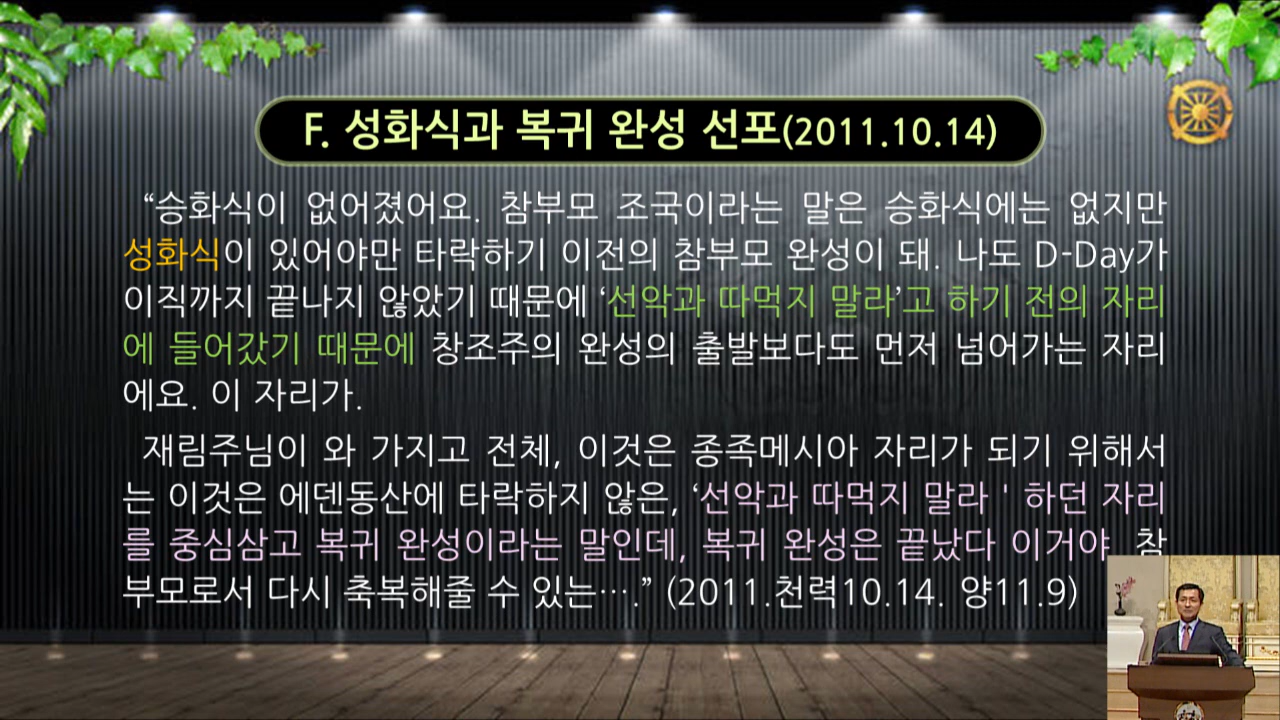 F. 성화식과 복귀 완성 선포(2011.10.14)
“승화식이 없어졌어요. 참부모 조국이라는 말은 승화식에는 없지만
성화식이 있어야만 타락하기 이전의 참부모 완성이 돼. 나도 D-Day가
이직까지 끝나지 않았기 때문에 ‘선악과 따먹지 말라’고 하기 전의 자리
에 들어갔기 때문에 창조주의 완성의 출발보다도 먼저 넘어가는 자리
에요. 이 자리가.
재림주님이 와 가지고 전체, 이것은 종족메시아 자리가 되기 위해서
는 이것은 에덴동산에 타락하지 않은, ‘선악과 따먹지 말라 ' 하던 자리
를 중심삼고 복귀 완성이라는 말인데, 복귀 완성은 끝났다 이거야. 참
부모로서 다시 축복해줄 수 있는….” (2011.천력10.14. 양11.9)